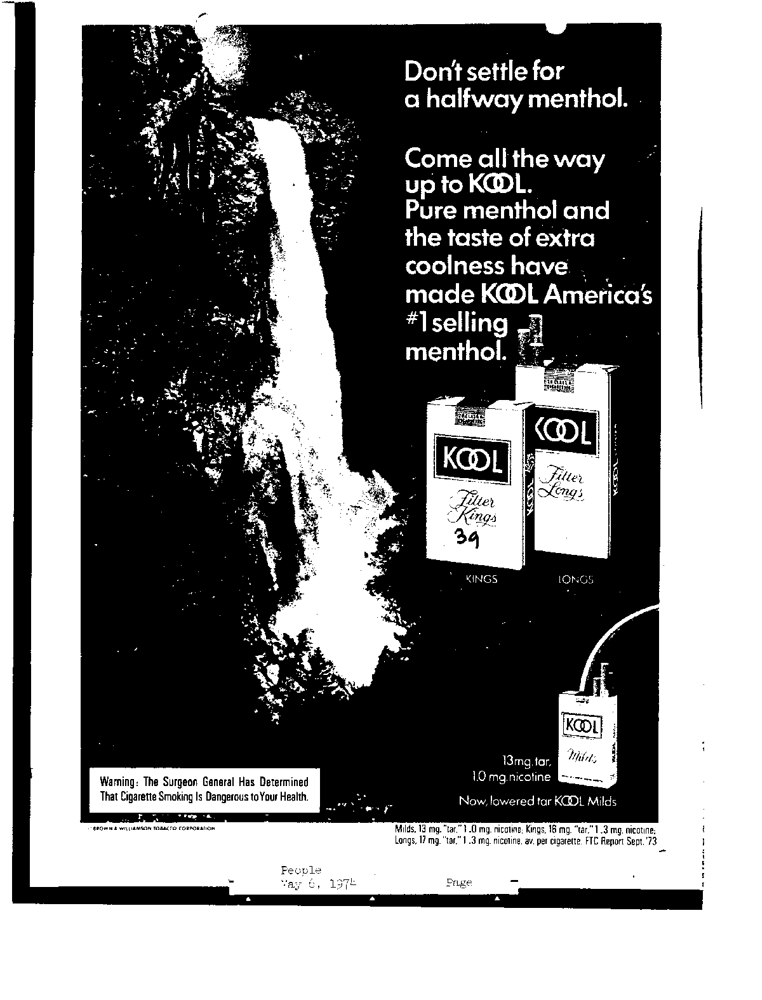 Don't settle for
a halfway menthol.
Come all the way
up to KOOL.
Pure menthol and
the taste of extra
coolness have
made KOOL America's
#1 selling
menthol.
KOOL
Filter
Kings
39
KOOL
Filter
Longs
KOOL
KOOL
KINGS
LONGS
KOOL
Milds
13mg. tar,
1.0 mg. nicotine
Now, lowered tar KOOL Milds
Warning: The Surgeon General Has Determined
That Cigarette Smoking Is Dangerous to Your Health.
BROWN & WILLIAMSON TOBACCO CORPORATION
Milds, 13 mg. "tar," 1.0 mg. nicotine; Kings, 16 mg. "tar," 1.3 mg. nicotine;
Longs, 17 mg. "tar," 1.3 mg. nicotine, av. per cigarette, FTC Report Sept. '73
People
May 6, 1974
Page